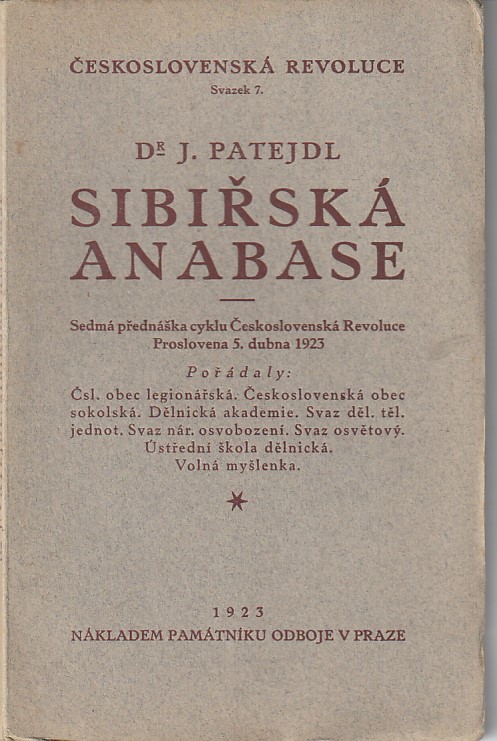 ČESKOSLOVENSKÁ REVOLUCE
Svazek 7.
DR J. PATEJDL
SIBIŘSKÁ
ANABASE
Sedmá přednáška cyklu Československá Revoluce
Proslovena 5. dubna 1923
Pořádaly:
Čsl. obec legionářská. Československá obec
sokolská. Dělnická akademie. Svaz děl. těl.
jednot. Svaz nár. osvobození. Svaz osvětový.
Ústřední škola dělnická.
Volná myšlenka.
1923
NÁKLADEM PAMÁTNÍKU ODBOJE V PRAZE